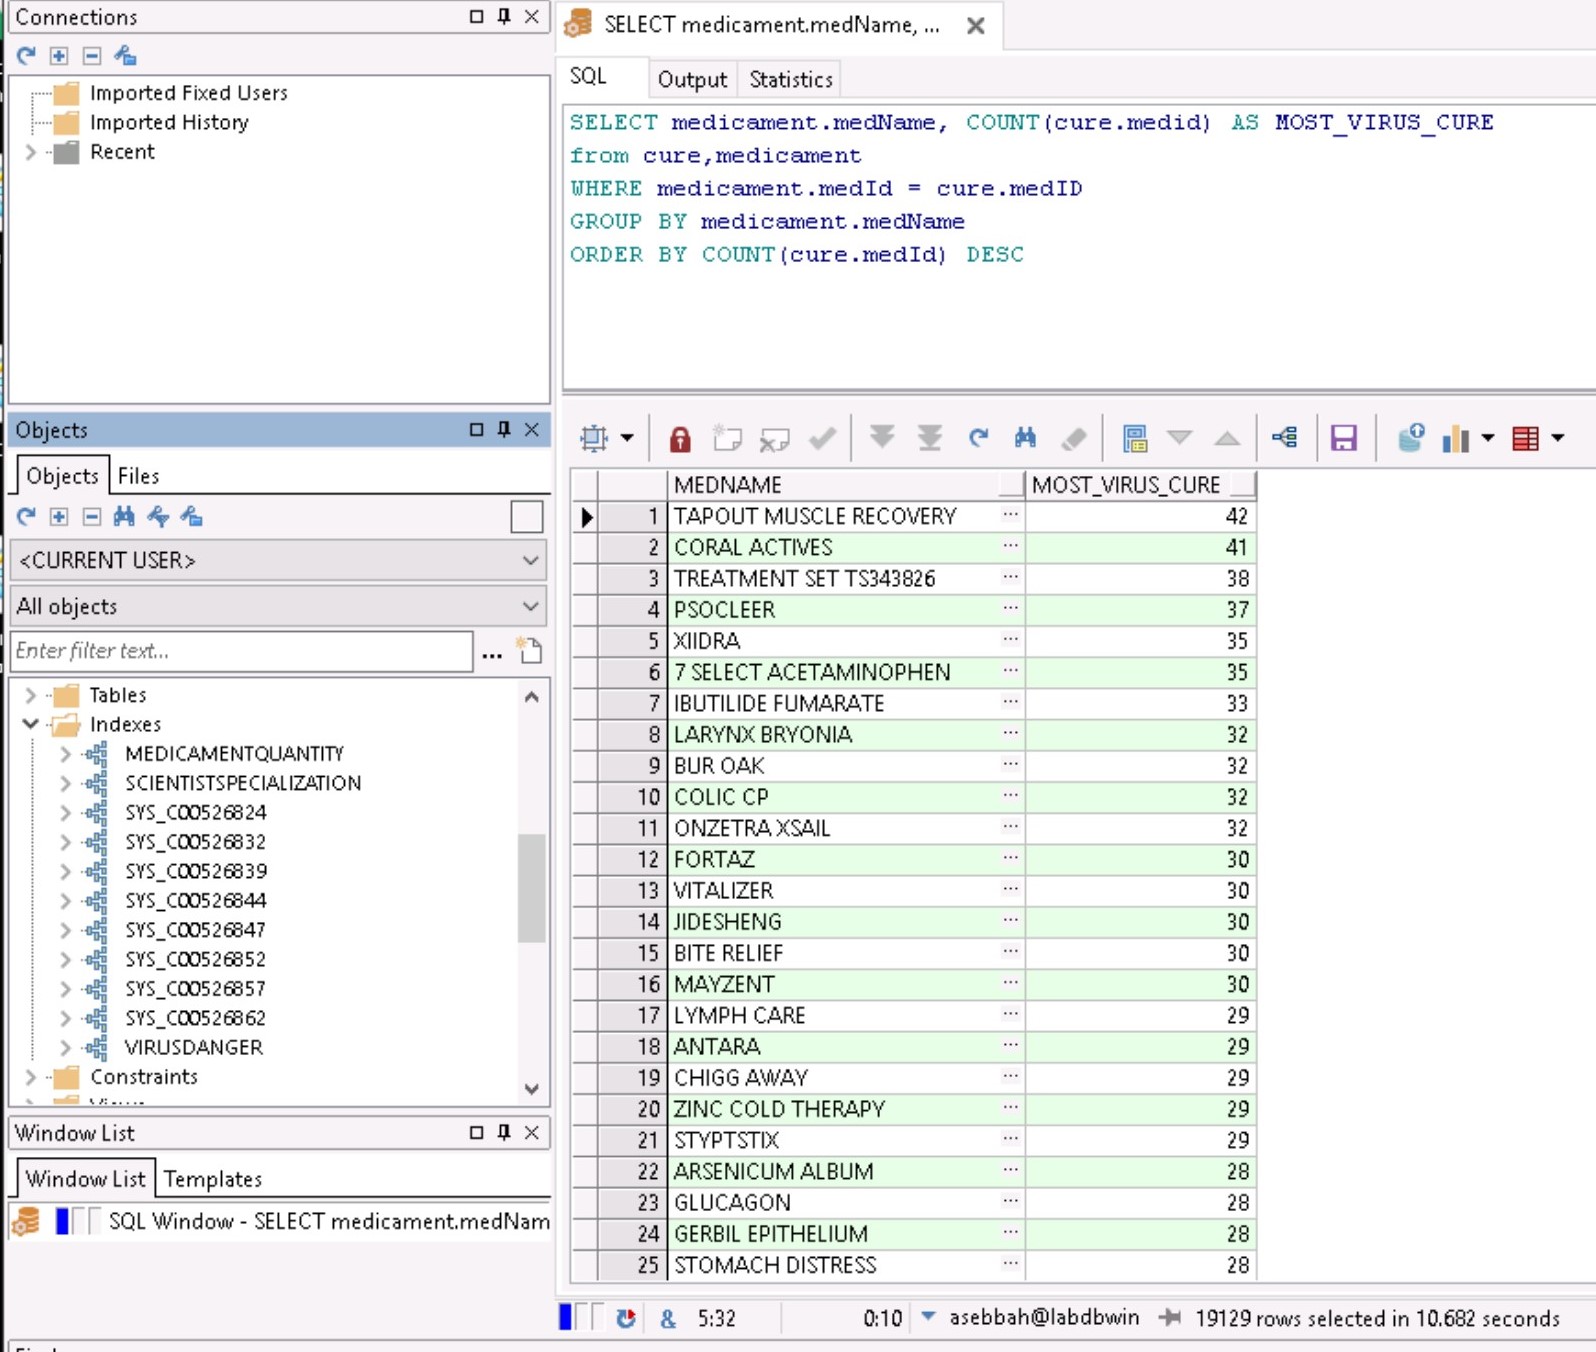 Connections
Imported Fixed Users
Imported History
Recent
Objects
Objects Files
<CURRENT USER>
All objects
Enter filter text...
...
Tables
Indexes
MEDICAMENTQUANTITY
SCIENTISTSPECIALIZATION
SYS_C00526824
SYS_C00526832
SYS_C00526839
SYS_C00526844
SYS_C00526847
SYS_C00526852
SYS_C00526857
SYS_C00526862
VIRUSDANGER
Constraints
Window List
Window List Templates
SQL Window - SELECT medicament.medNam
SELECT medicament.medName, ...
SQL Output Statistics
SELECT medicament.medName, COUNT(cure.medid) AS MOST_VIRUS_CURE
from cure,medicament
WHERE medicament.medId = cure.medID
GROUP BY medicament.medName
ORDER BY COUNT(cure.medId) DESC
MEDNAME MOST_VIRUS_CURE
1 TAPOUT MUSCLE RECOVERY ... 42
2 CORAL ACTIVES ... 41
3 TREATMENT SET TS343826 ... 38
4 PSOCLEER ... 37
5 XIIDRA ... 35
6 7 SELECT ACETAMINOPHEN ... 35
7 IBUTILIDE FUMARATE ... 33
8 LARYNX BRYONIA ... 32
9 BUR OAK ... 32
10 COLIC CP ... 32
11 ONZETRA XSAIL ... 32
12 FORTAZ ... 30
13 VITALIZER ... 30
14 JIDESHENG ... 30
15 BITE RELIEF ... 30
16 MAYZENT ... 30
17 LYMPH CARE ... 29
18 ANTARA ... 29
19 CHIGG AWAY ... 29
20 ZINC COLD THERAPY ... 29
21 STYPTSTIX ... 29
22 ARSENICUM ALBUM ... 28
23 GLUCAGON ... 28
24 GERBIL EPITHELIUM ... 28
25 STOMACH DISTRESS ... 28
& 5:32 0:10 asebbah@labdbwin 19129 rows selected in 10.682 seconds